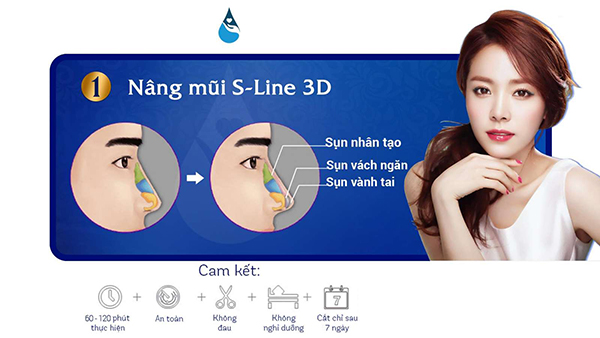 1 Nâng mũi S-Line 3D
Sụn nhân tạo
Sụn vách ngăn
Sụn vành tai
Cam kết:
60 - 120 phút
thực hiện
+
An toàn
+
Không
đau
+
Không
nghỉ dưỡng
+
7
Cắt chỉ sau
7 ngày